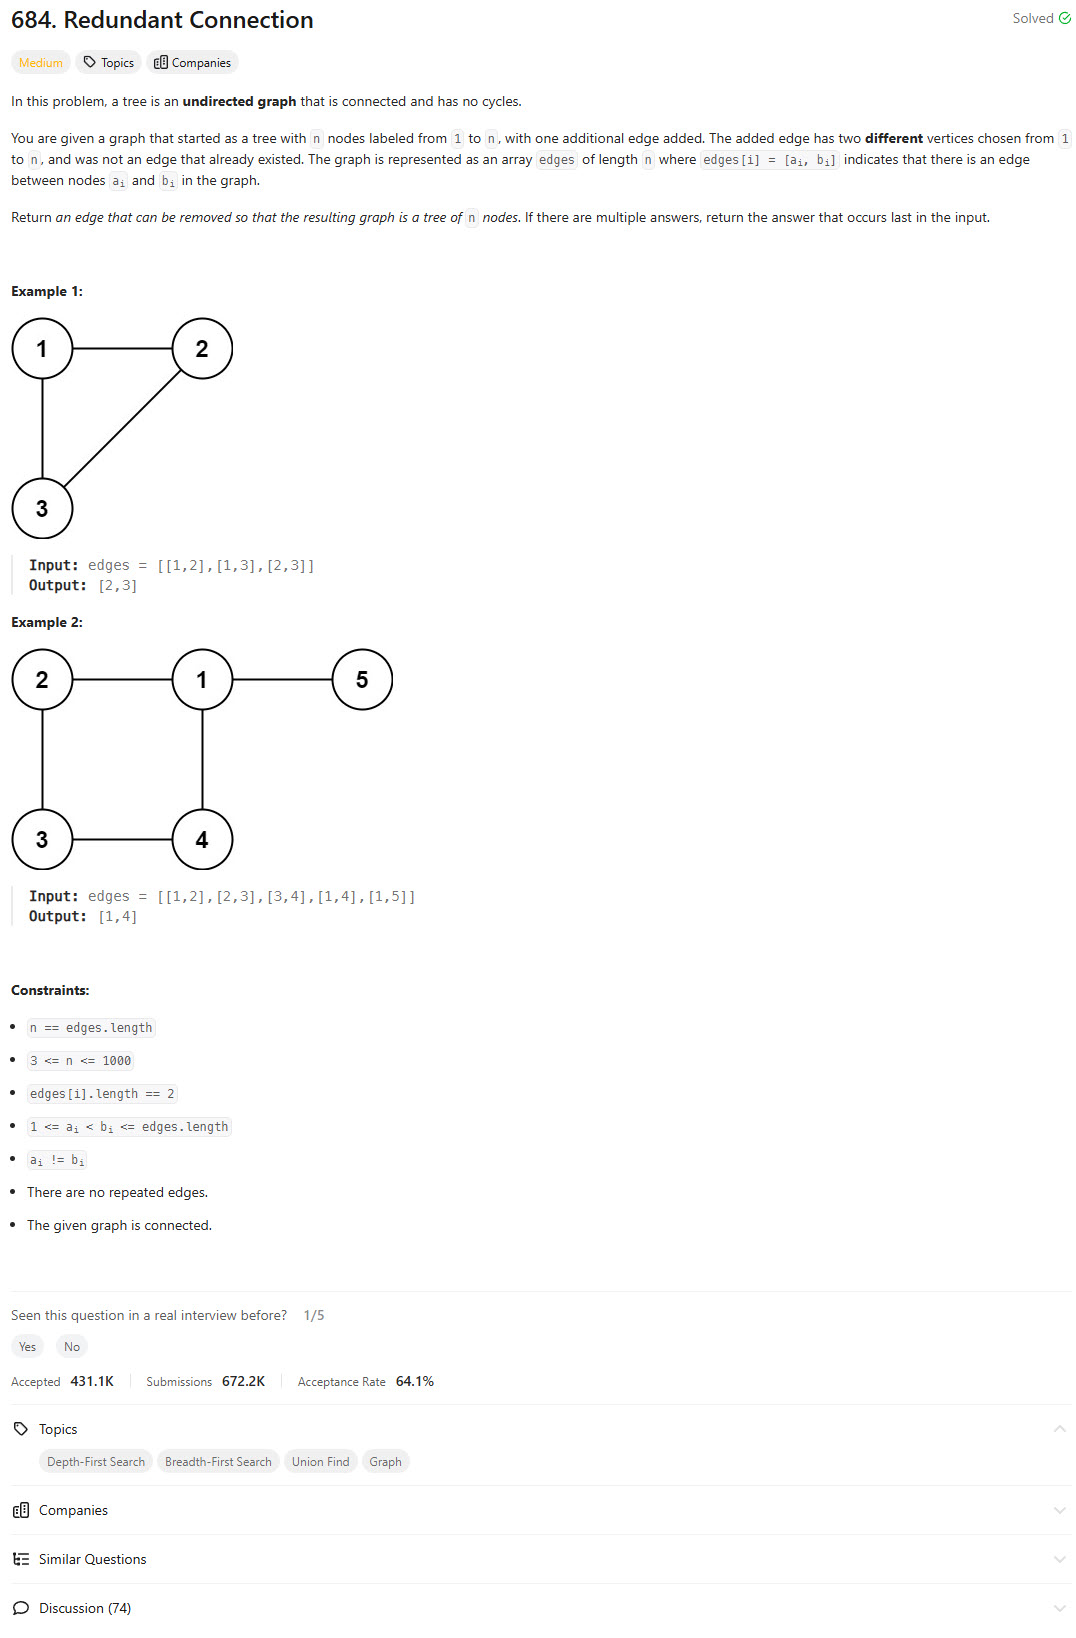 684. Redundant Connection
Solved
Medium Topics Companies
In this problem, a tree is an undirected graph that is connected and has no cycles.
You are given a graph that started as a tree with n nodes labeled from 1 to n, with one additional edge added. The added edge has two different vertices chosen from 1
to n, and was not an edge that already existed. The graph is represented as an array edges of length n where edges[i] = [ai, bi] indicates that there is an edge
between nodes ai and bi in the graph.
Return an edge that can be removed so that the resulting graph is a tree of n nodes. If there are multiple answers, return the answer that occurs last in the input.
Example 1:
1 2
3
Input: edges = [[1,2],[1,3],[2,3]]
Output: [2,3]
Example 2:
2 1 5
3 4
Input: edges = [[1,2],[2,3],[3,4],[1,4],[1,5]]
Output: [1,4]
Constraints:
• n == edges.length
• 3 <= n <= 1000
• edges[i].length == 2
• 1 <= ai < bi <= edges.length
• ai != bi
• There are no repeated edges.
• The given graph is connected.
Seen this question in a real interview before? 1/5
Yes No
Accepted 431.1K Submissions 672.2K Acceptance Rate 64.1%
Topics
Depth-First Search Breadth-First Search Union Find Graph
Companies
Similar Questions
Discussion (74)